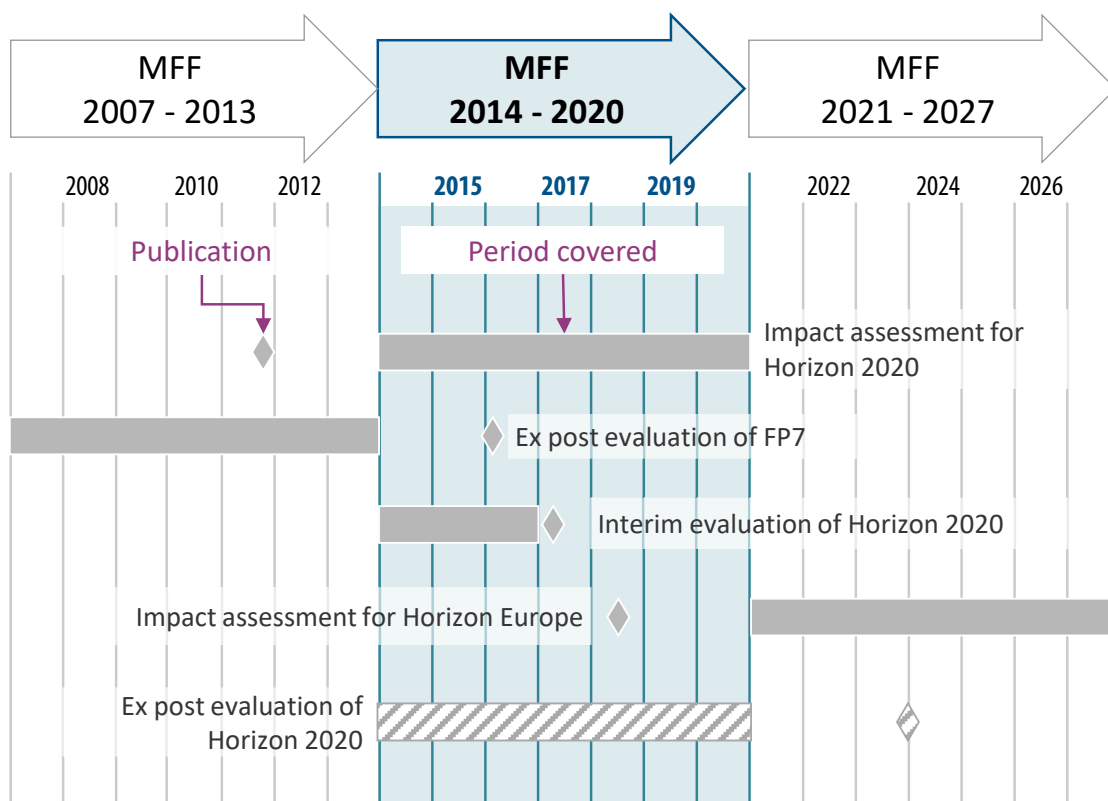 MFF
2007 - 2013
MFF
2014 - 2020
MFF
2021 - 2027
2008 2010 2012 2015 2017 2019 2022 2024 2026
Publication
Period covered
Impact assessment for
Horizon 2020
Ex post evaluation of FP7
Interim evaluation of Horizon 2020
Impact assessment for Horizon Europe
Ex post evaluation of
Horizon 2020